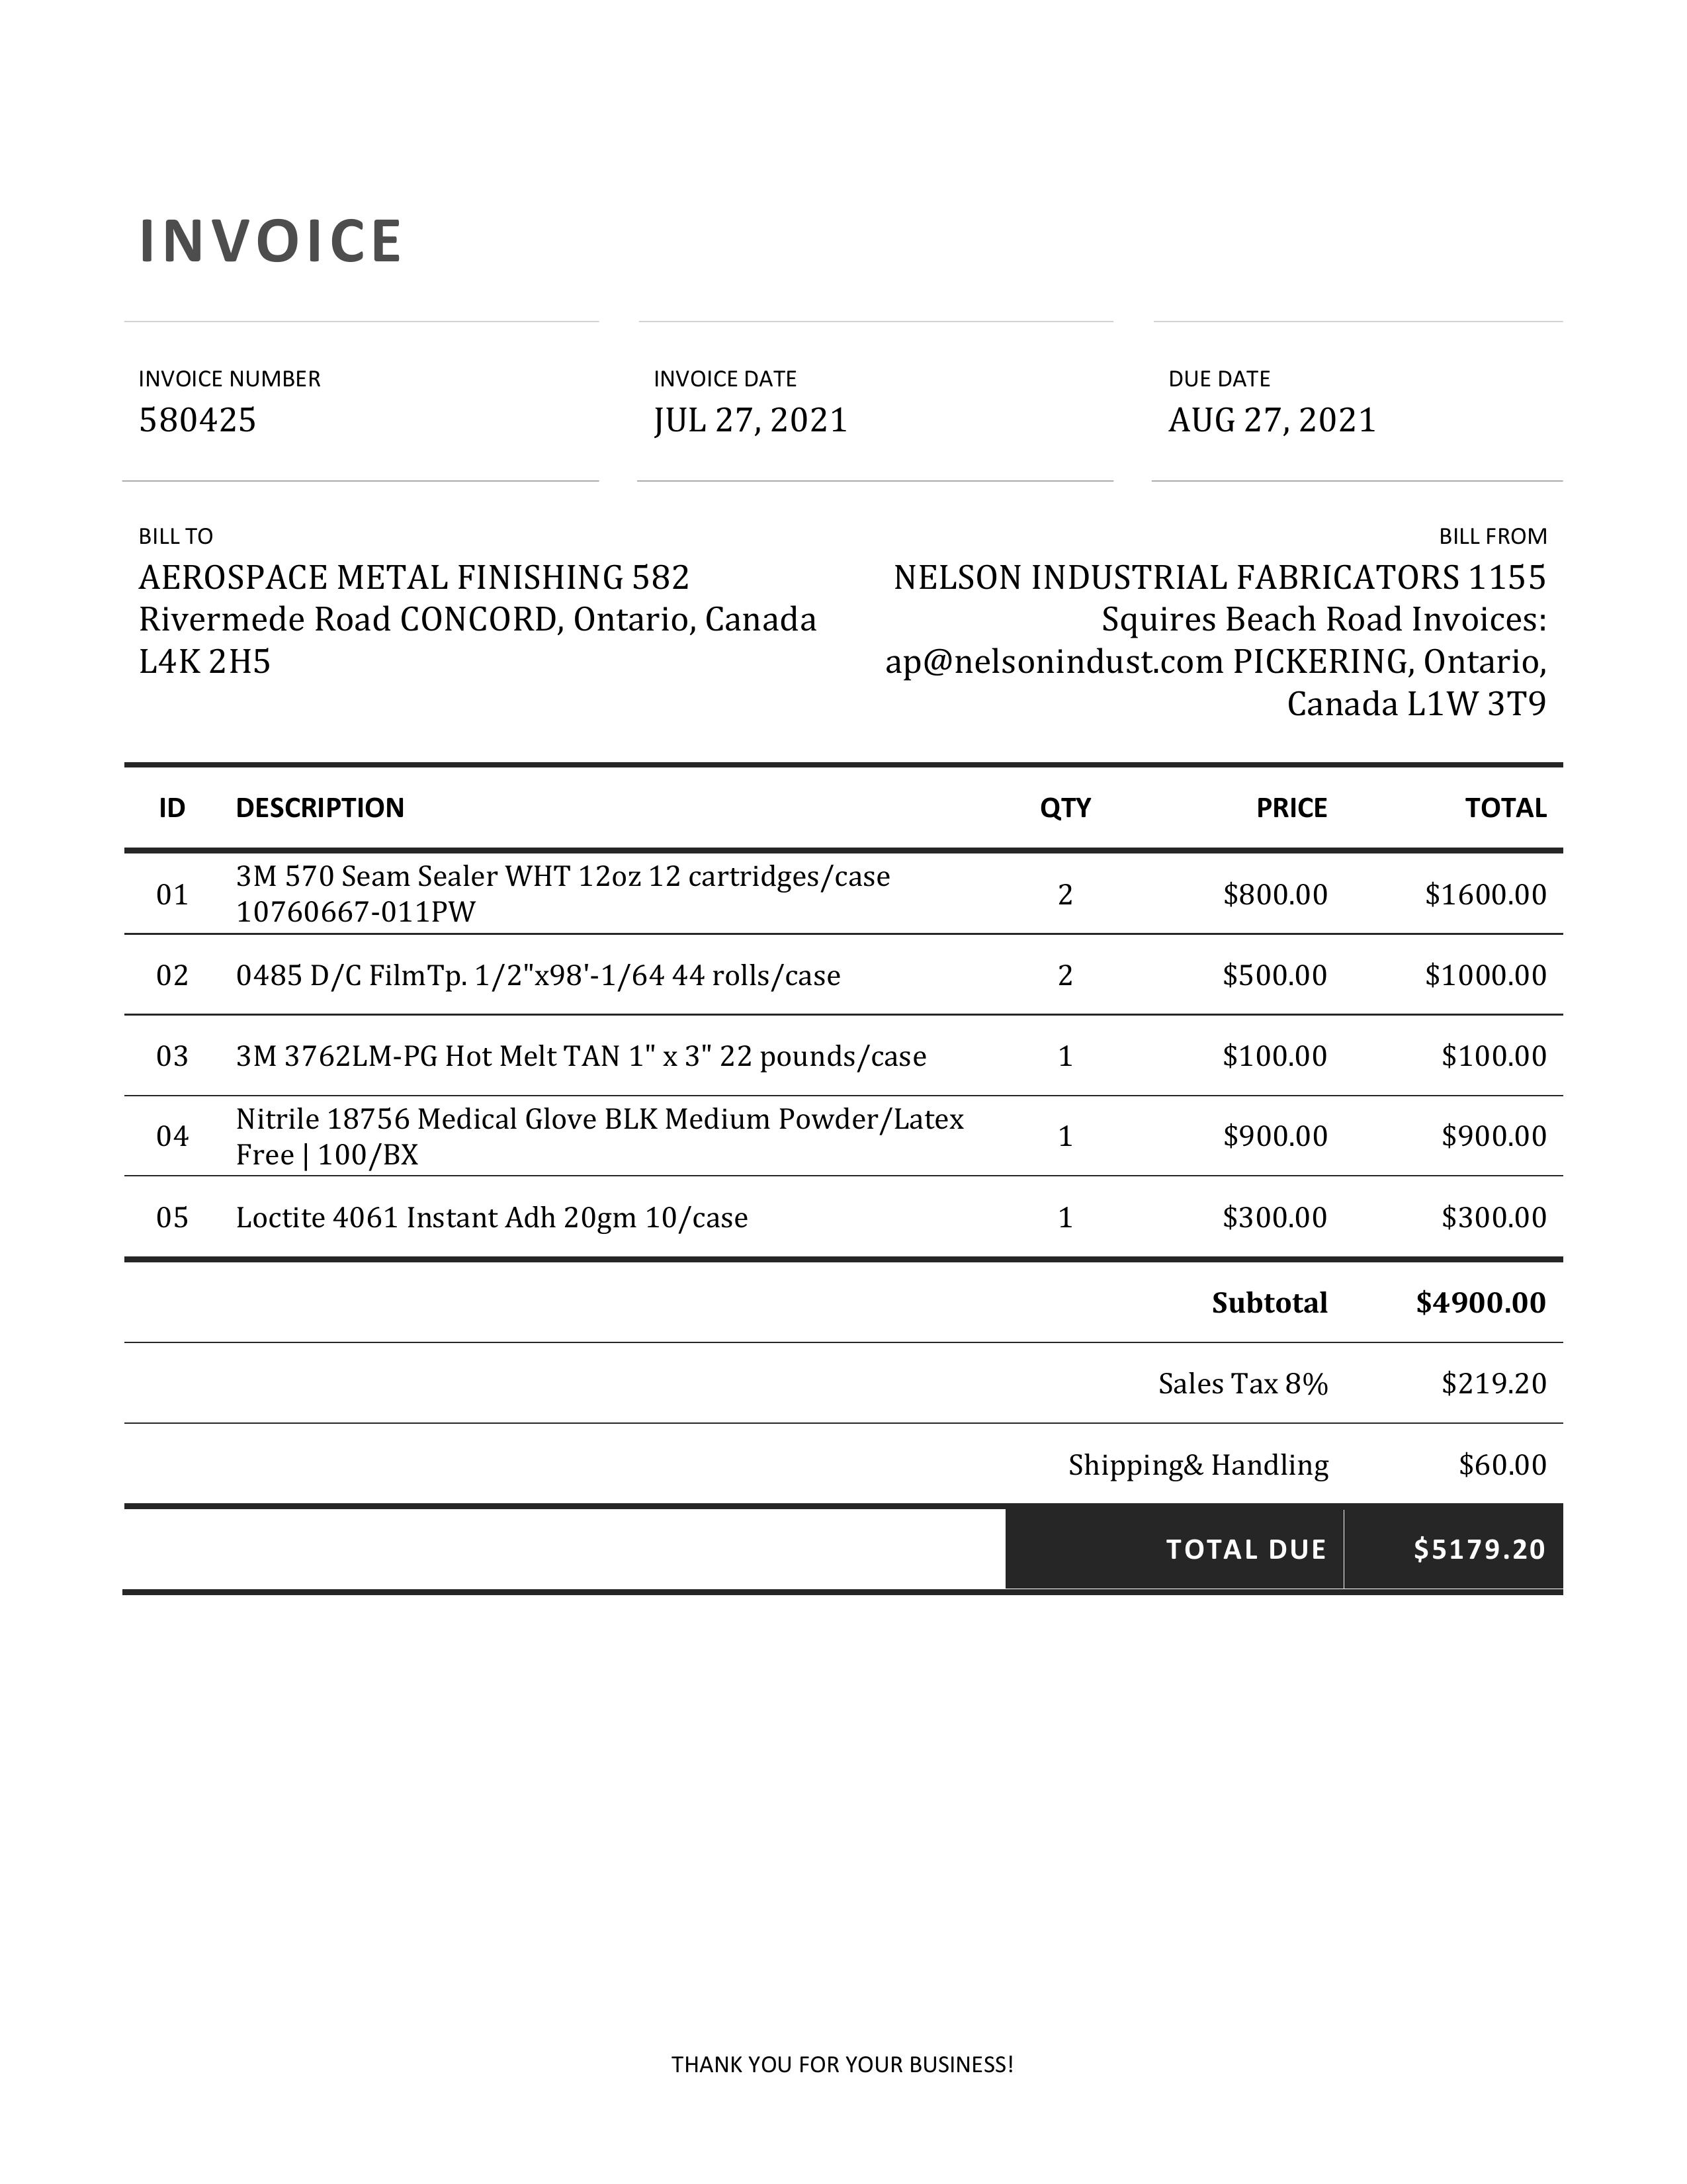 INVOICE
INVOICE NUMBER
580425
INVOICE DATE
JUL 27, 2021
DUE DATE
AUG 27, 2021
BILL TO
AEROSPACE METAL FINISHING 582
Rivermede Road CONCORD, Ontario, Canada
L4K 2H5
BILL FROM
NELSON INDUSTRIAL FABRICATORS 1155
Squires Beach Road Invoices:
ap@nelsonindust.com PICKERING, Ontario,
Canada L1W 3T9
ID DESCRIPTION QTY PRICE TOTAL
01 3M 570 Seam Sealer WHT 12oz 12 cartridges/case
10760667-011PW 2 $800.00 $1600.00
02 0485 D/C FilmTp. 1/2"x98'-1/64 44 rolls/case 2 $500.00 $1000.00
03 3M 3762LM-PG Hot Melt TAN 1" x 3" 22 pounds/case 1 $100.00 $100.00
04 Nitrile 18756 Medical Glove BLK Medium Powder/Latex
Free | 100/BX 1 $900.00 $900.00
05 Loctite 4061 Instant Adh 20gm 10/case 1 $300.00 $300.00
Subtotal $4900.00
Sales Tax 8% $219.20
Shipping& Handling $60.00
TOTAL DUE $5179.20
THANK YOU FOR YOUR BUSINESS!